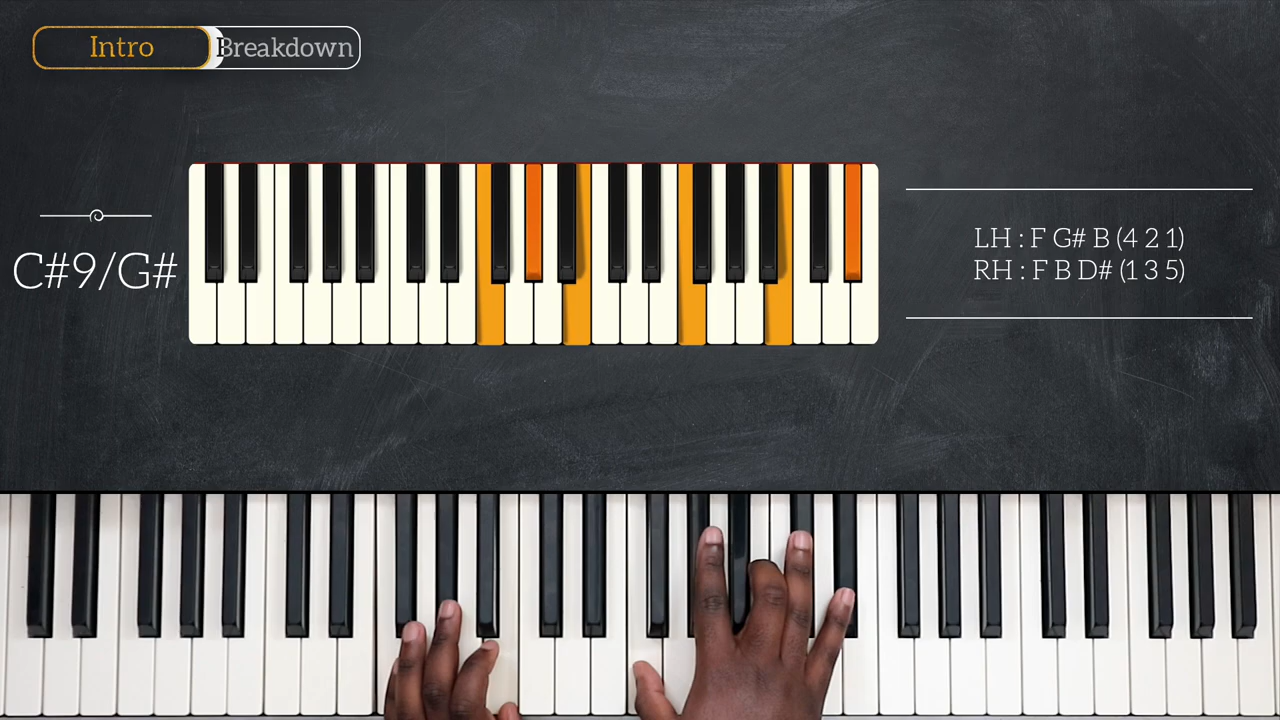 Intro
Breakdown
C#9/G#
LH : F G# B (4 2 1)
RH : F B D# (1 3 5)